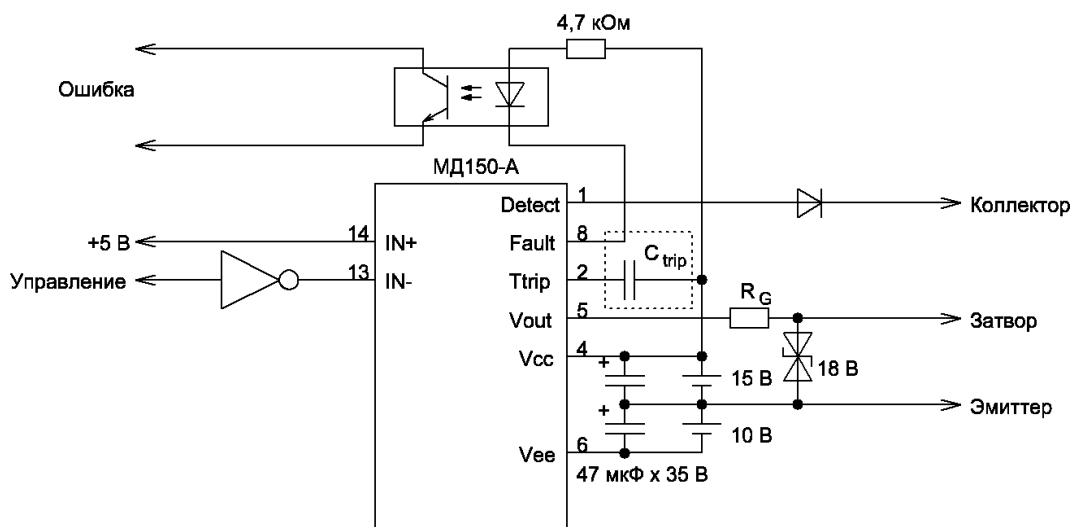 4,7 кОм
Ошибка
МД150-А
Detect
1
Коллектор
+5 В
14
IN+
Fault
8
C trip
Управление
13
IN-
Ttrip
2
Vout
5
R G
Затвор
Vcc
4
+
15 В
18 В
+
Эмиттер
10 В
Vee
6
47 мкФ x 35 В